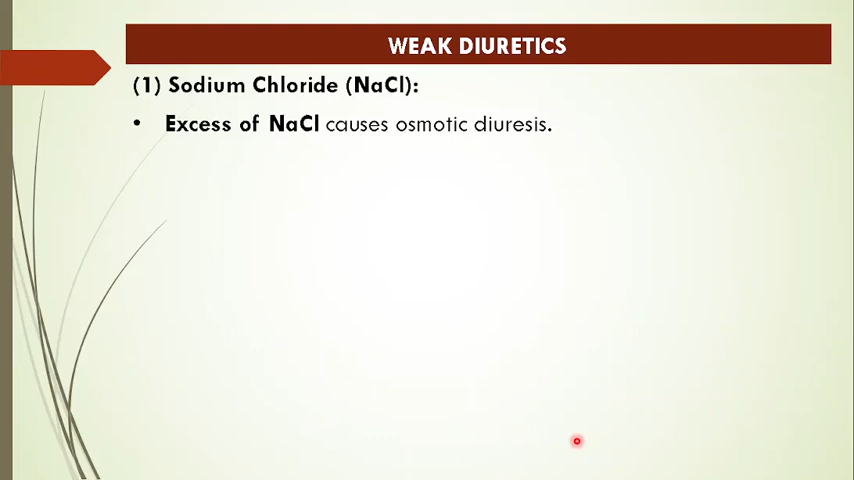 WEAK DIURETICS
(1) Sodium Chloride (NaCl):
• Excess of NaCl causes osmotic diuresis.